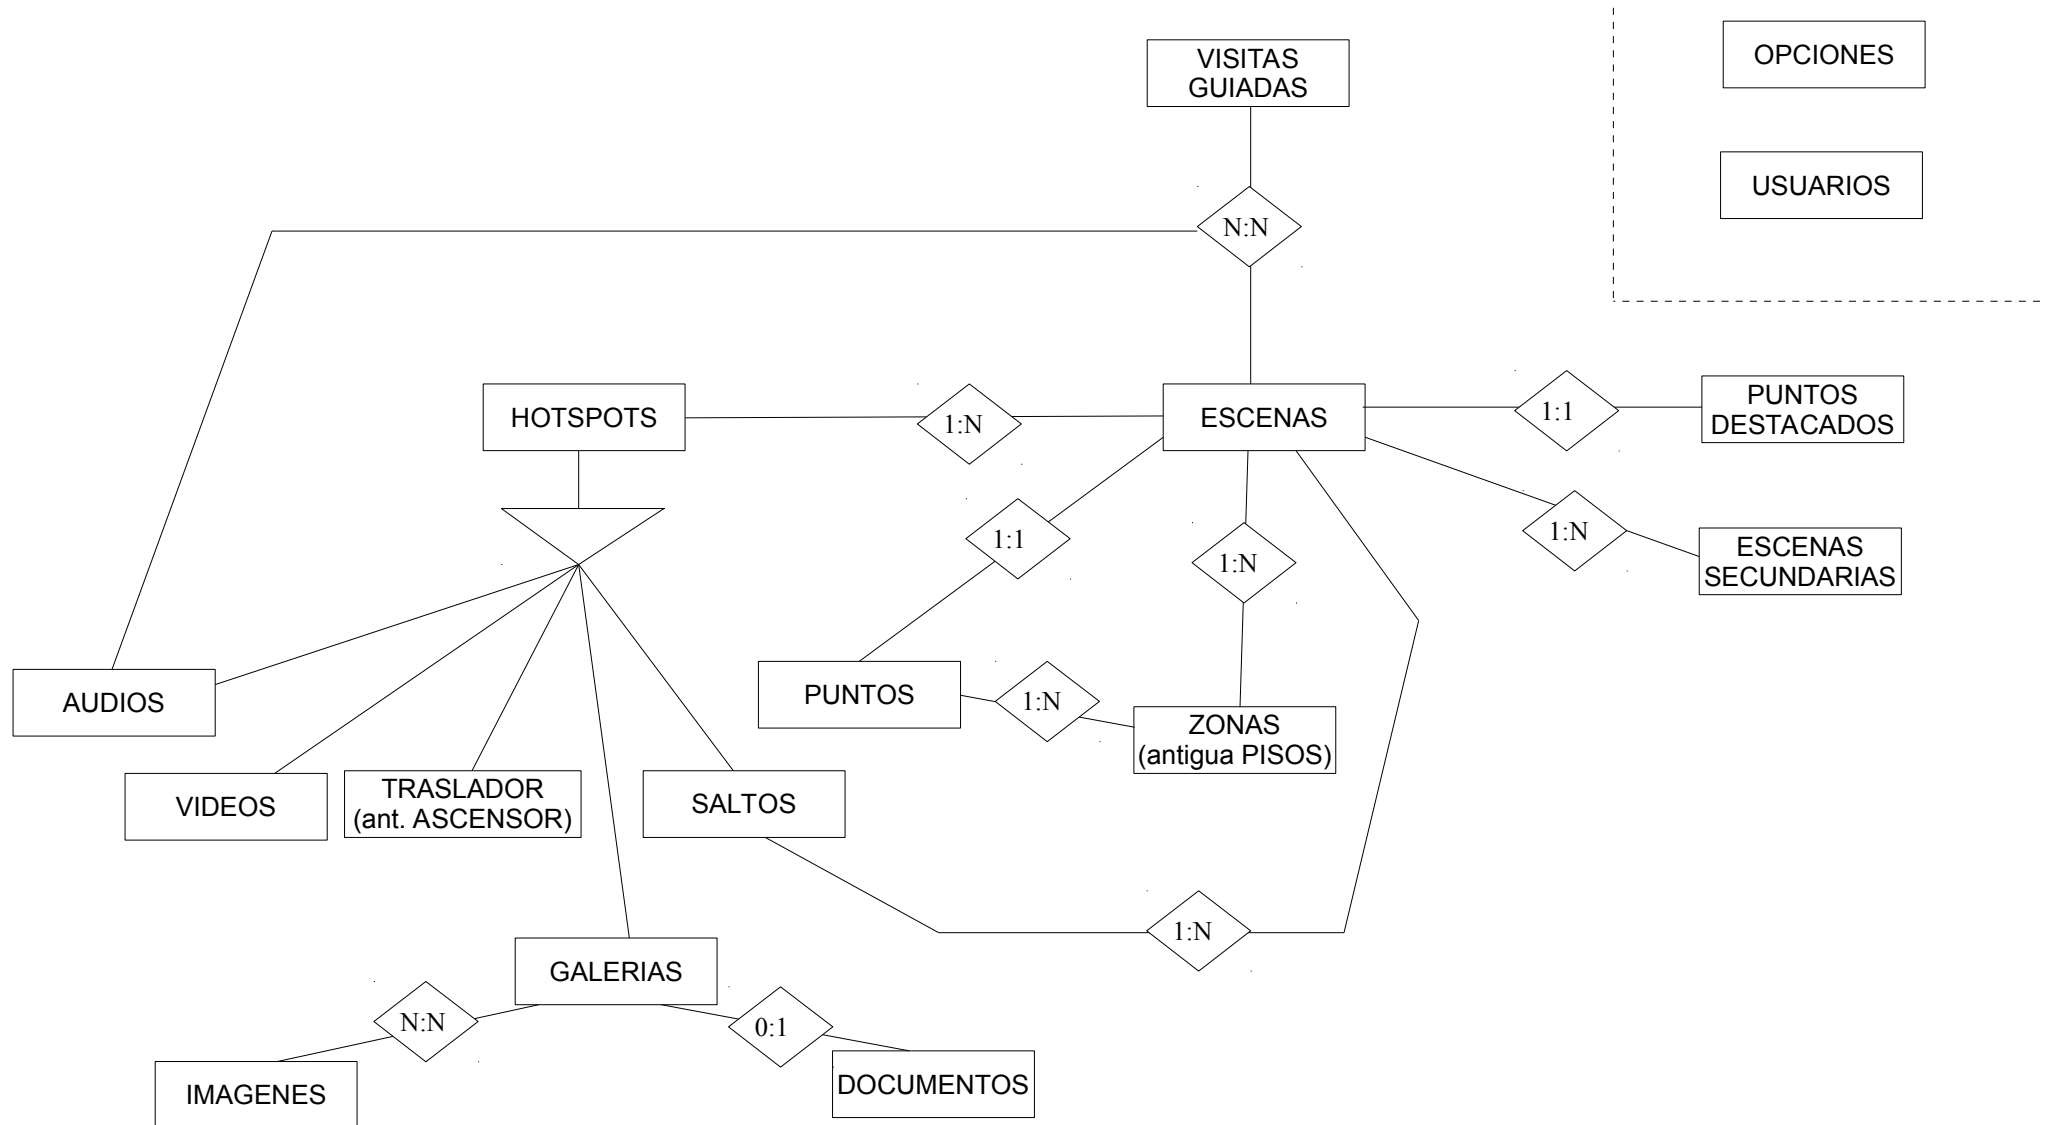 VISITAS
GUIADAS
OPCIONES
USUARIOS
N:N
HOTSPOTS
1:N
ESCENAS
1:1
PUNTOS
DESTACADOS
1:1
1:N
1:N
ESCENAS
SECUNDARIAS
AUDIOS
PUNTOS
1:N
ZONAS
(antigua PISOS)
VIDEOS
TRASLADOR
(ant. ASCENSOR)
SALTOS
1:N
GALERIAS
N:N
0:1
IMAGENES
DOCUMENTOS